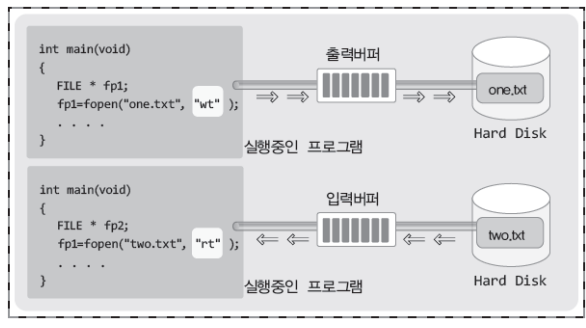 int main(void)
{
FILE * fp1;
fp1=fopen("one.txt", "wt" );
. . . .
}
실행중인 프로그램
출력버퍼
one.txt
Hard Disk
int main(void)
{
FILE * fp2;
fp1=fopen("two.txt", "rt" );
. . . .
}
실행중인 프로그램
입력버퍼
two.txt
Hard Disk